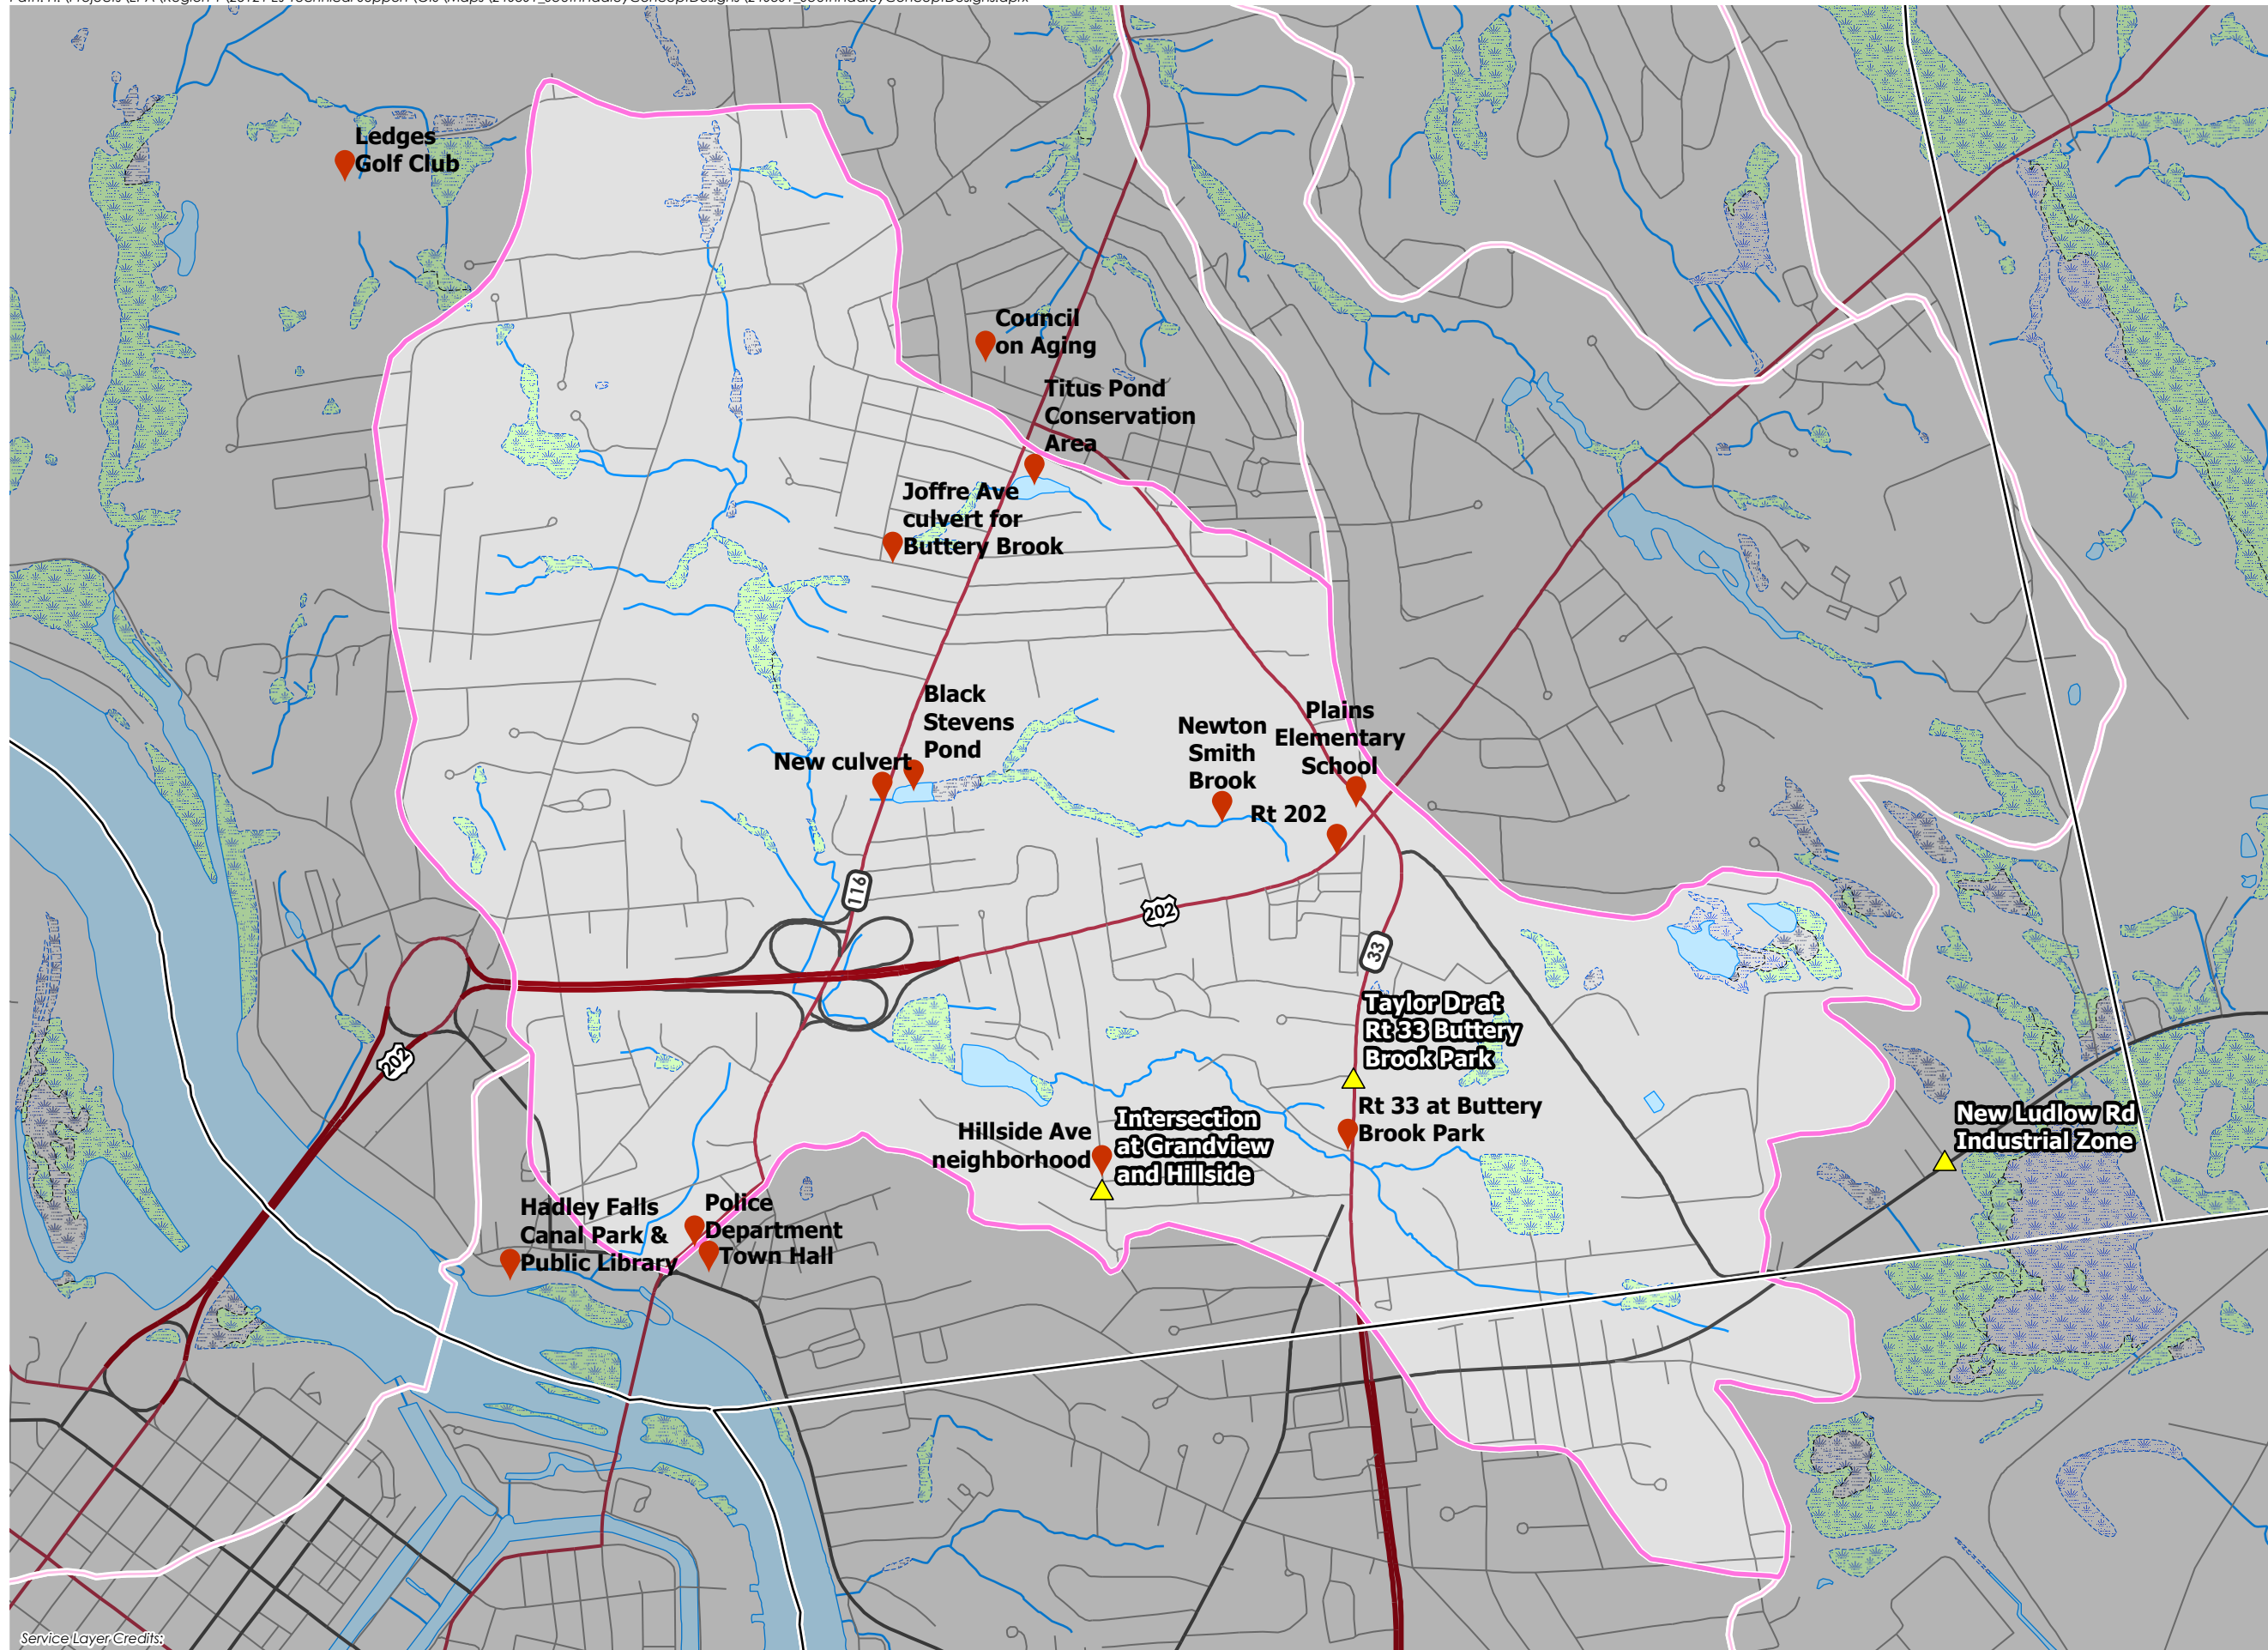 Ledges
Golf Club
Council
on Aging
Titus Pond
Conservation
Area
Joffre Ave
culvert for
Buttery Brook
Black
Stevens
Pond
New culvert
Newton
Smith
Brook
Plains
Elementary
School
Rt 202
116
202
33
202
Taylor Dr at
Rt 33 Buttery
Brook Park
Rt 33 at Buttery
Brook Park
Hillside Ave
neighborhood
Intersection
at Grandview
and Hillside
New Ludlow Rd
Industrial Zone
Hadley Falls
Canal Park &
Public Library
Police
Department
Town Hall
Service Layer Credits: